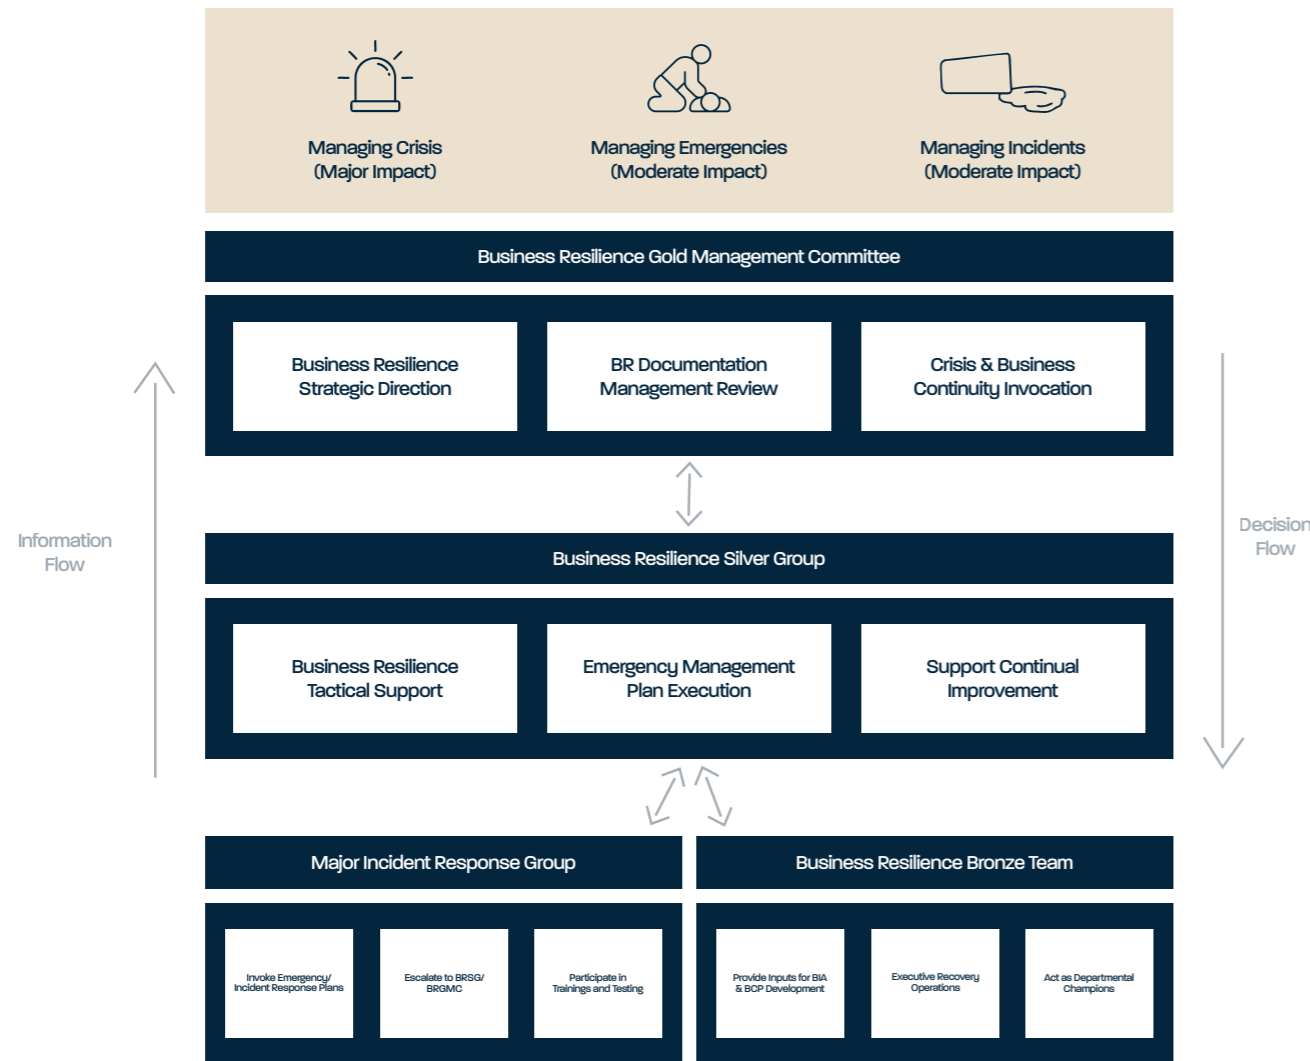 Managing Crisis
(Major Impact)
Managing Emergencies
(Moderate Impact)
Managing Incidents
(Moderate Impact)
Business Resilience Gold Management Committee
Business Resilience
Strategic Direction
BR Documentation
Management Review
Crisis & Business
Continuity Invocation
Information
Flow
Decision
Flow
Business Resilience Silver Group
Business Resilience
Tactical Support
Emergency Management
Plan Execution
Support Continual
Improvement
Major Incident Response Group
Business Resilience Bronze Team
Invoke Emergency/
Incident Response Plans
Escalate to BRSG/
BRGMC
Participate in
Trainings and Testing
Provide Inputs for BIA
& BCP Development
Executive Recovery
Operations
Act as Departmental
Champions